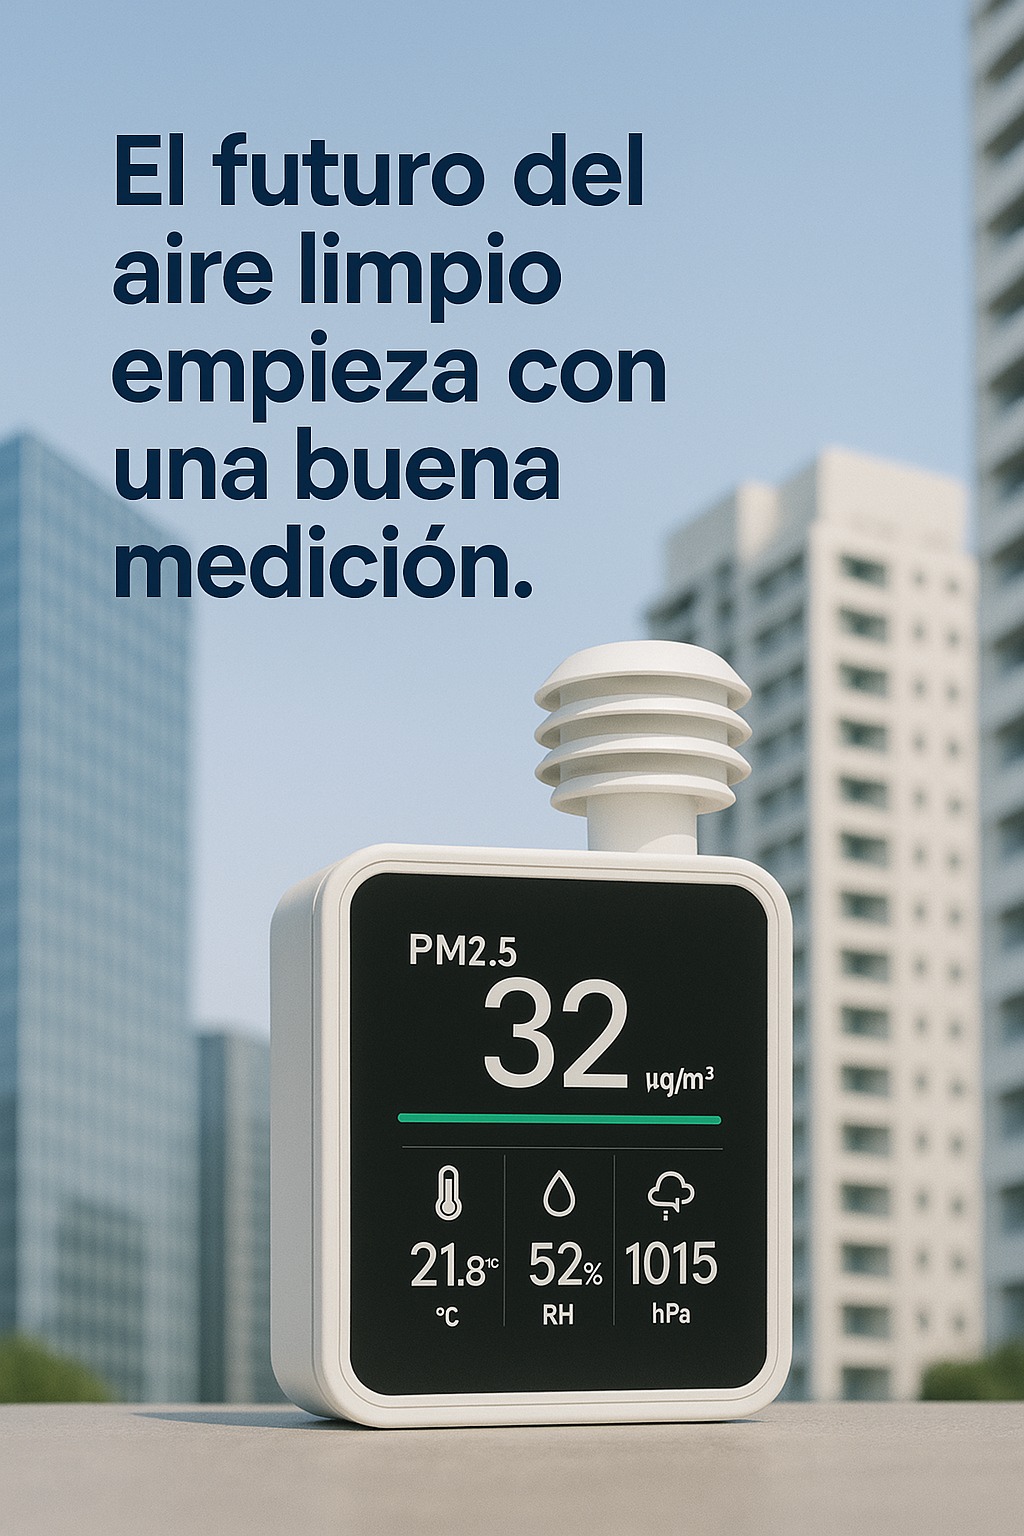 El futuro del
aire limpio
empieza con
una buena
medición.
PM2.5
32 µg/m³
21.8°C 52% 1015
°C RH hPa